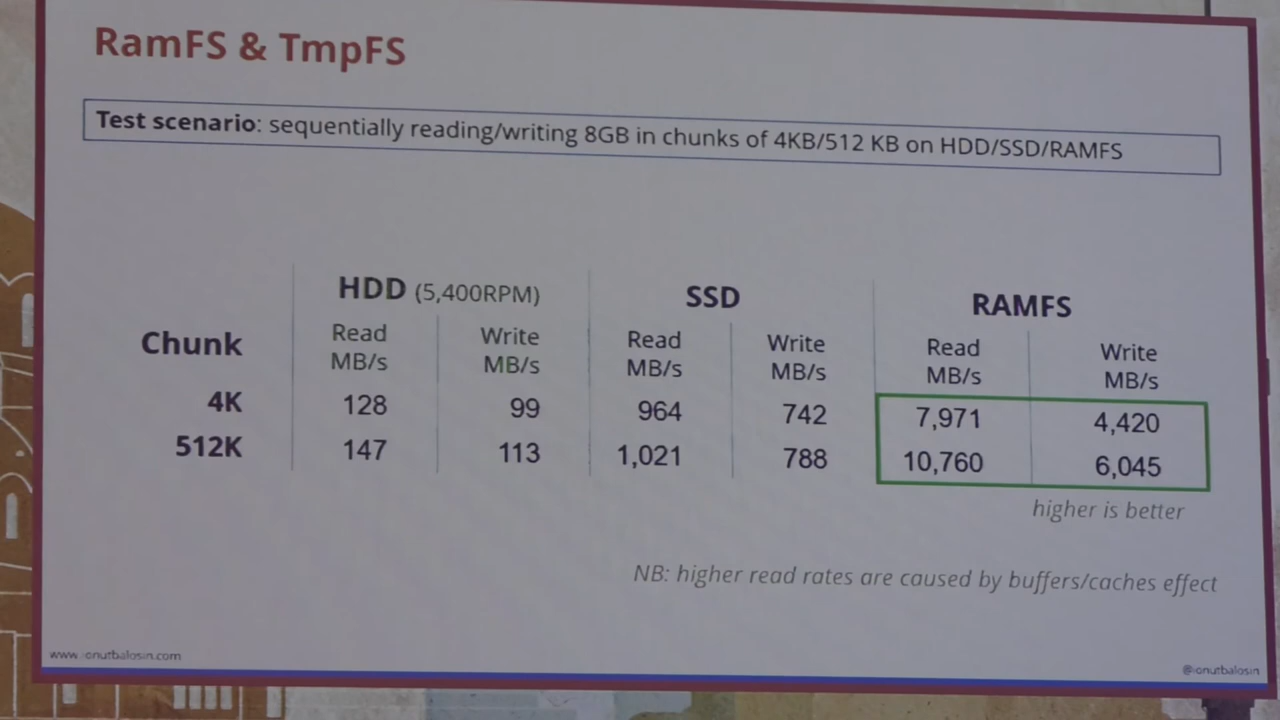 RamFS & TmpFS
Test scenario: sequentially reading/writing 8GB in chunks of 4KB/512 KB on HDD/SSD/RAMFS
HDD (5,400RPM) SSD RAMFS
Chunk Read MB/s Write MB/s Read MB/s Write MB/s Read MB/s Write MB/s
4K 128 99 964 742 7,971 4,420
512K 147 113 1,021 788 10,760 6,045
higher is better
NB: higher read rates are caused by buffers/caches effect
www.ionutbalosin.com
@ionutbalosin